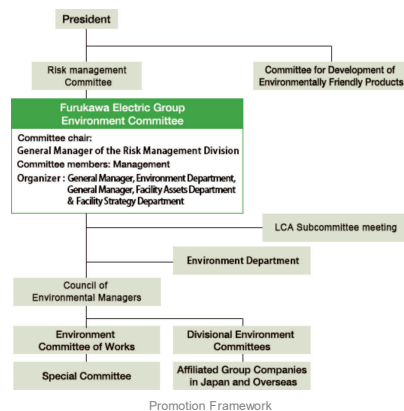 President
Risk management
Committee
Committee for Development of
Environmentally Friendly Products
Furukawa Electric Group
Environment Committee
Committee chair:
General Manager of the Risk Management Division
Committee members: Management
Organizer : General Manager, Environment Department,
General Manager, Facility Assets Department
& Facility Strategy Department
LCA Subcommittee meeting
Environment Department
Council of
Environmental Managers
Environment
Committee of Works
Divisional Environment
Committees
Special Committee
Affiliated Group Companies
in Japan and Overseas
Promotion Framework